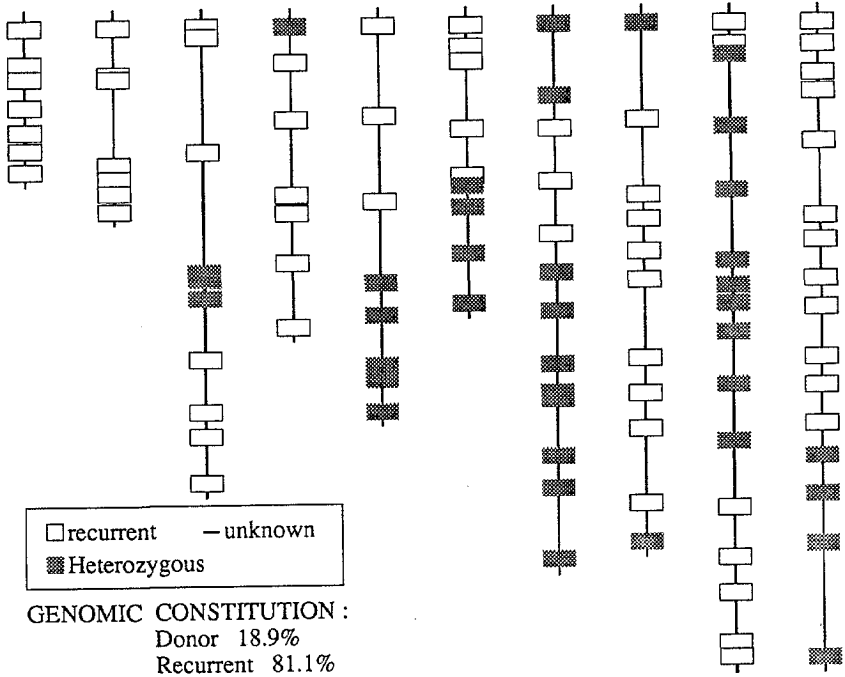 recurrent — unknown
Heterozygous
GENOMIC CONSTITUTION :
Donor 18.9%
Recurrent 81.1%